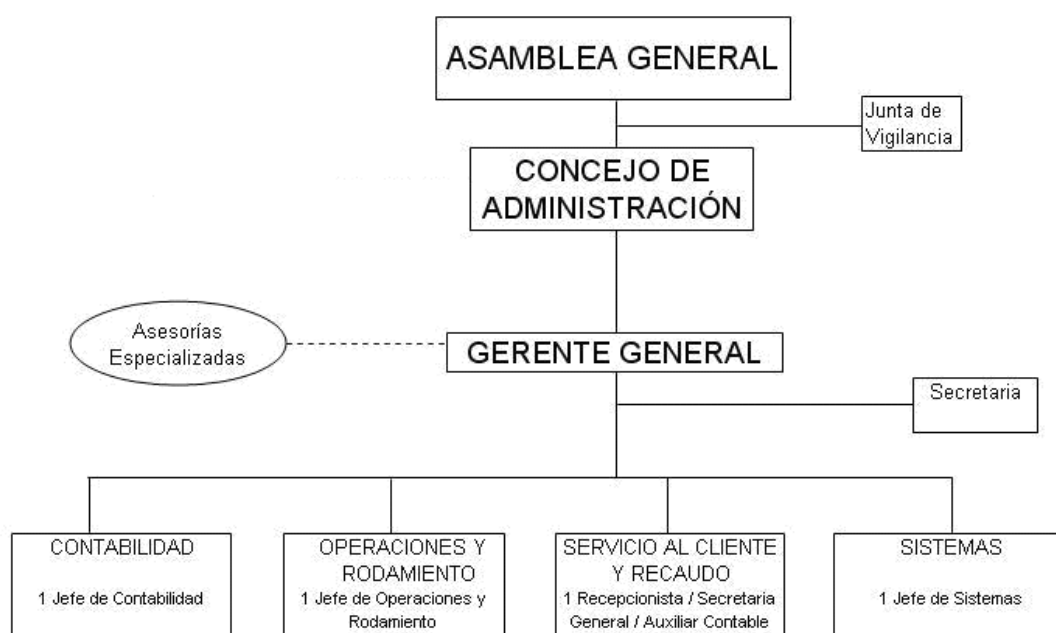 ASAMBLEA GENERAL
Junta de
Vigilancia
CONCEJO DE
ADMINISTRACIÓN
Asesorías
Especializadas
GERENTE GENERAL
Secretaria
CONTABILIDAD
1 Jefe de Contabilidad
OPERACIONES Y
RODAMIENTO
1 Jefe de Operaciones y
Rodamiento
SERVICIO AL CLIENTE
Y RECAUDO
1 Recepcionista / Secretaria
General / Auxiliar Contable
SISTEMAS
1 Jefe de Sistemas